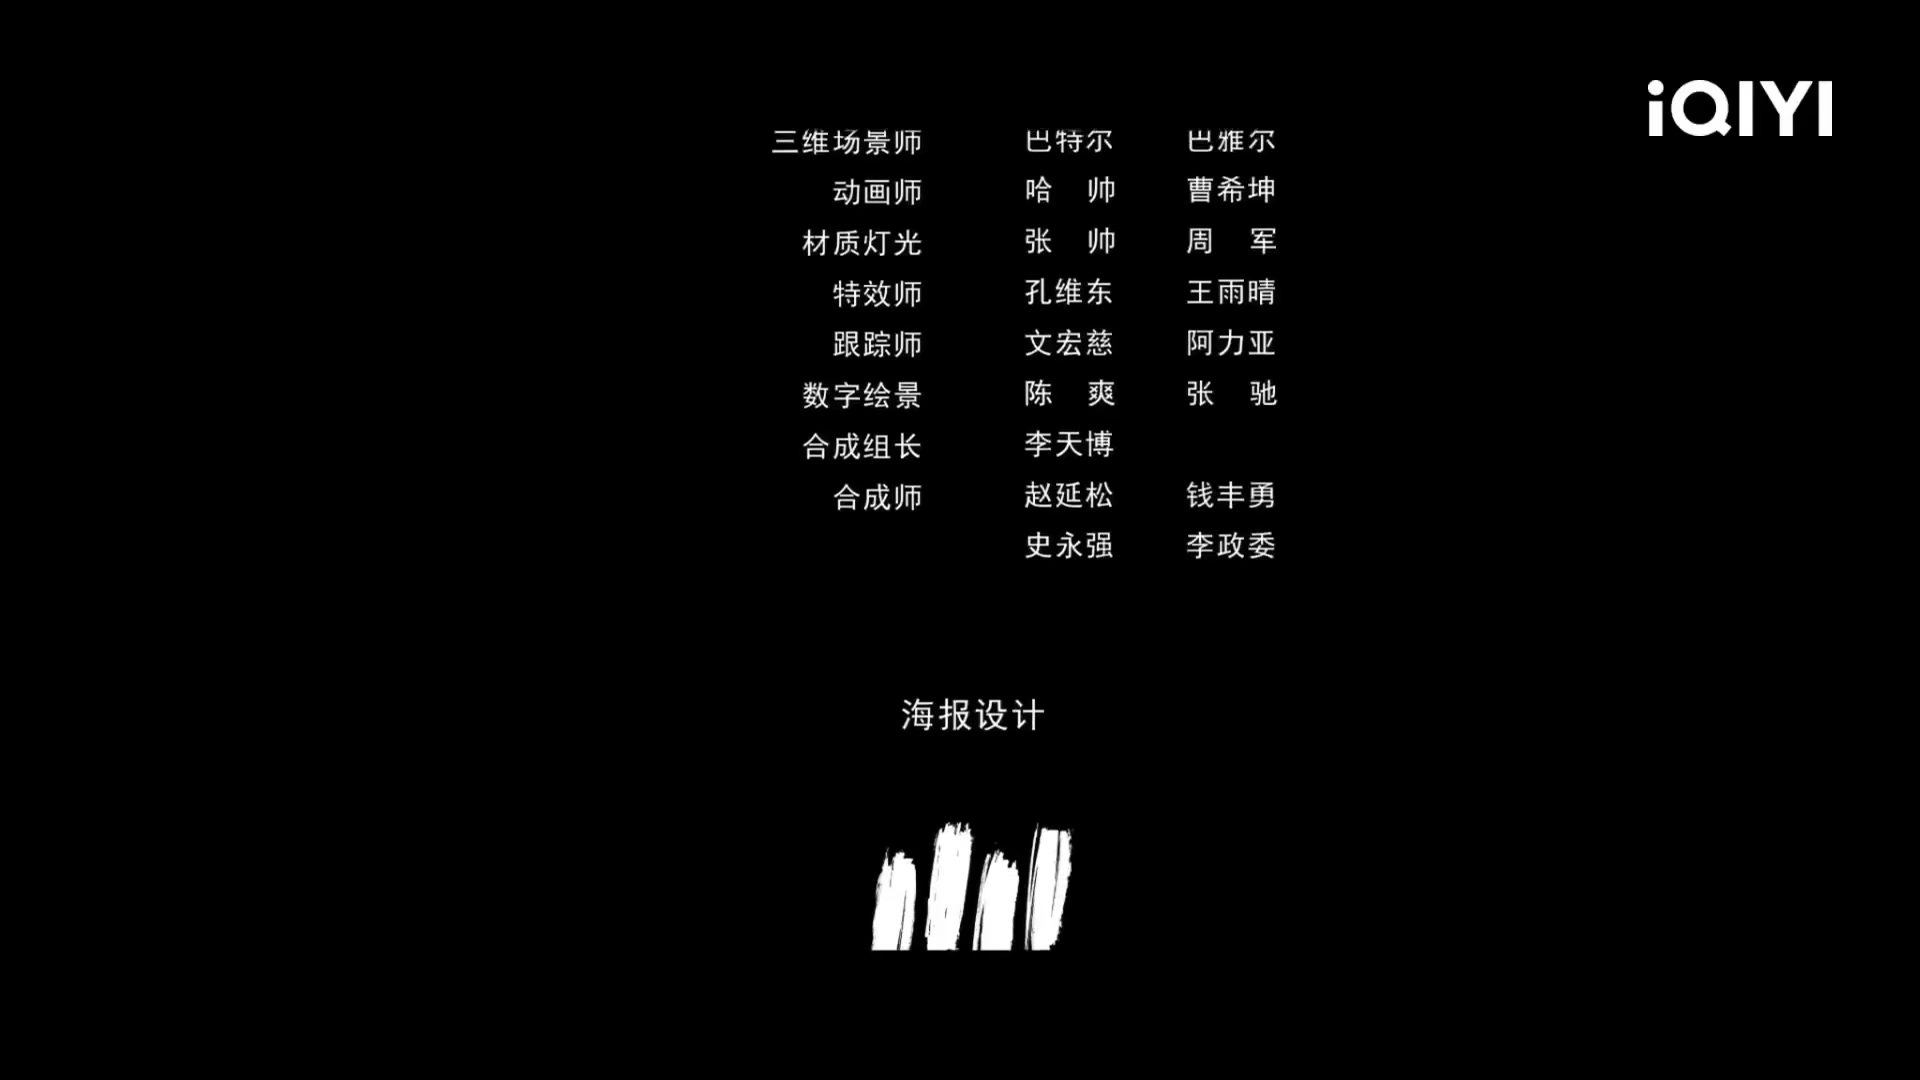 iQIYI
三维场景师 巴特尔 巴雅尔
动画师 哈 帅 曹希坤
材质灯光 张 帅 周 军
特效师 孔维东 王雨晴
跟踪师 文宏慈 阿力亚
数字绘景 陈 爽 张 驰
合成组长 李天博
合成师 赵延松 钱丰勇
史永强 李政委
海报设计